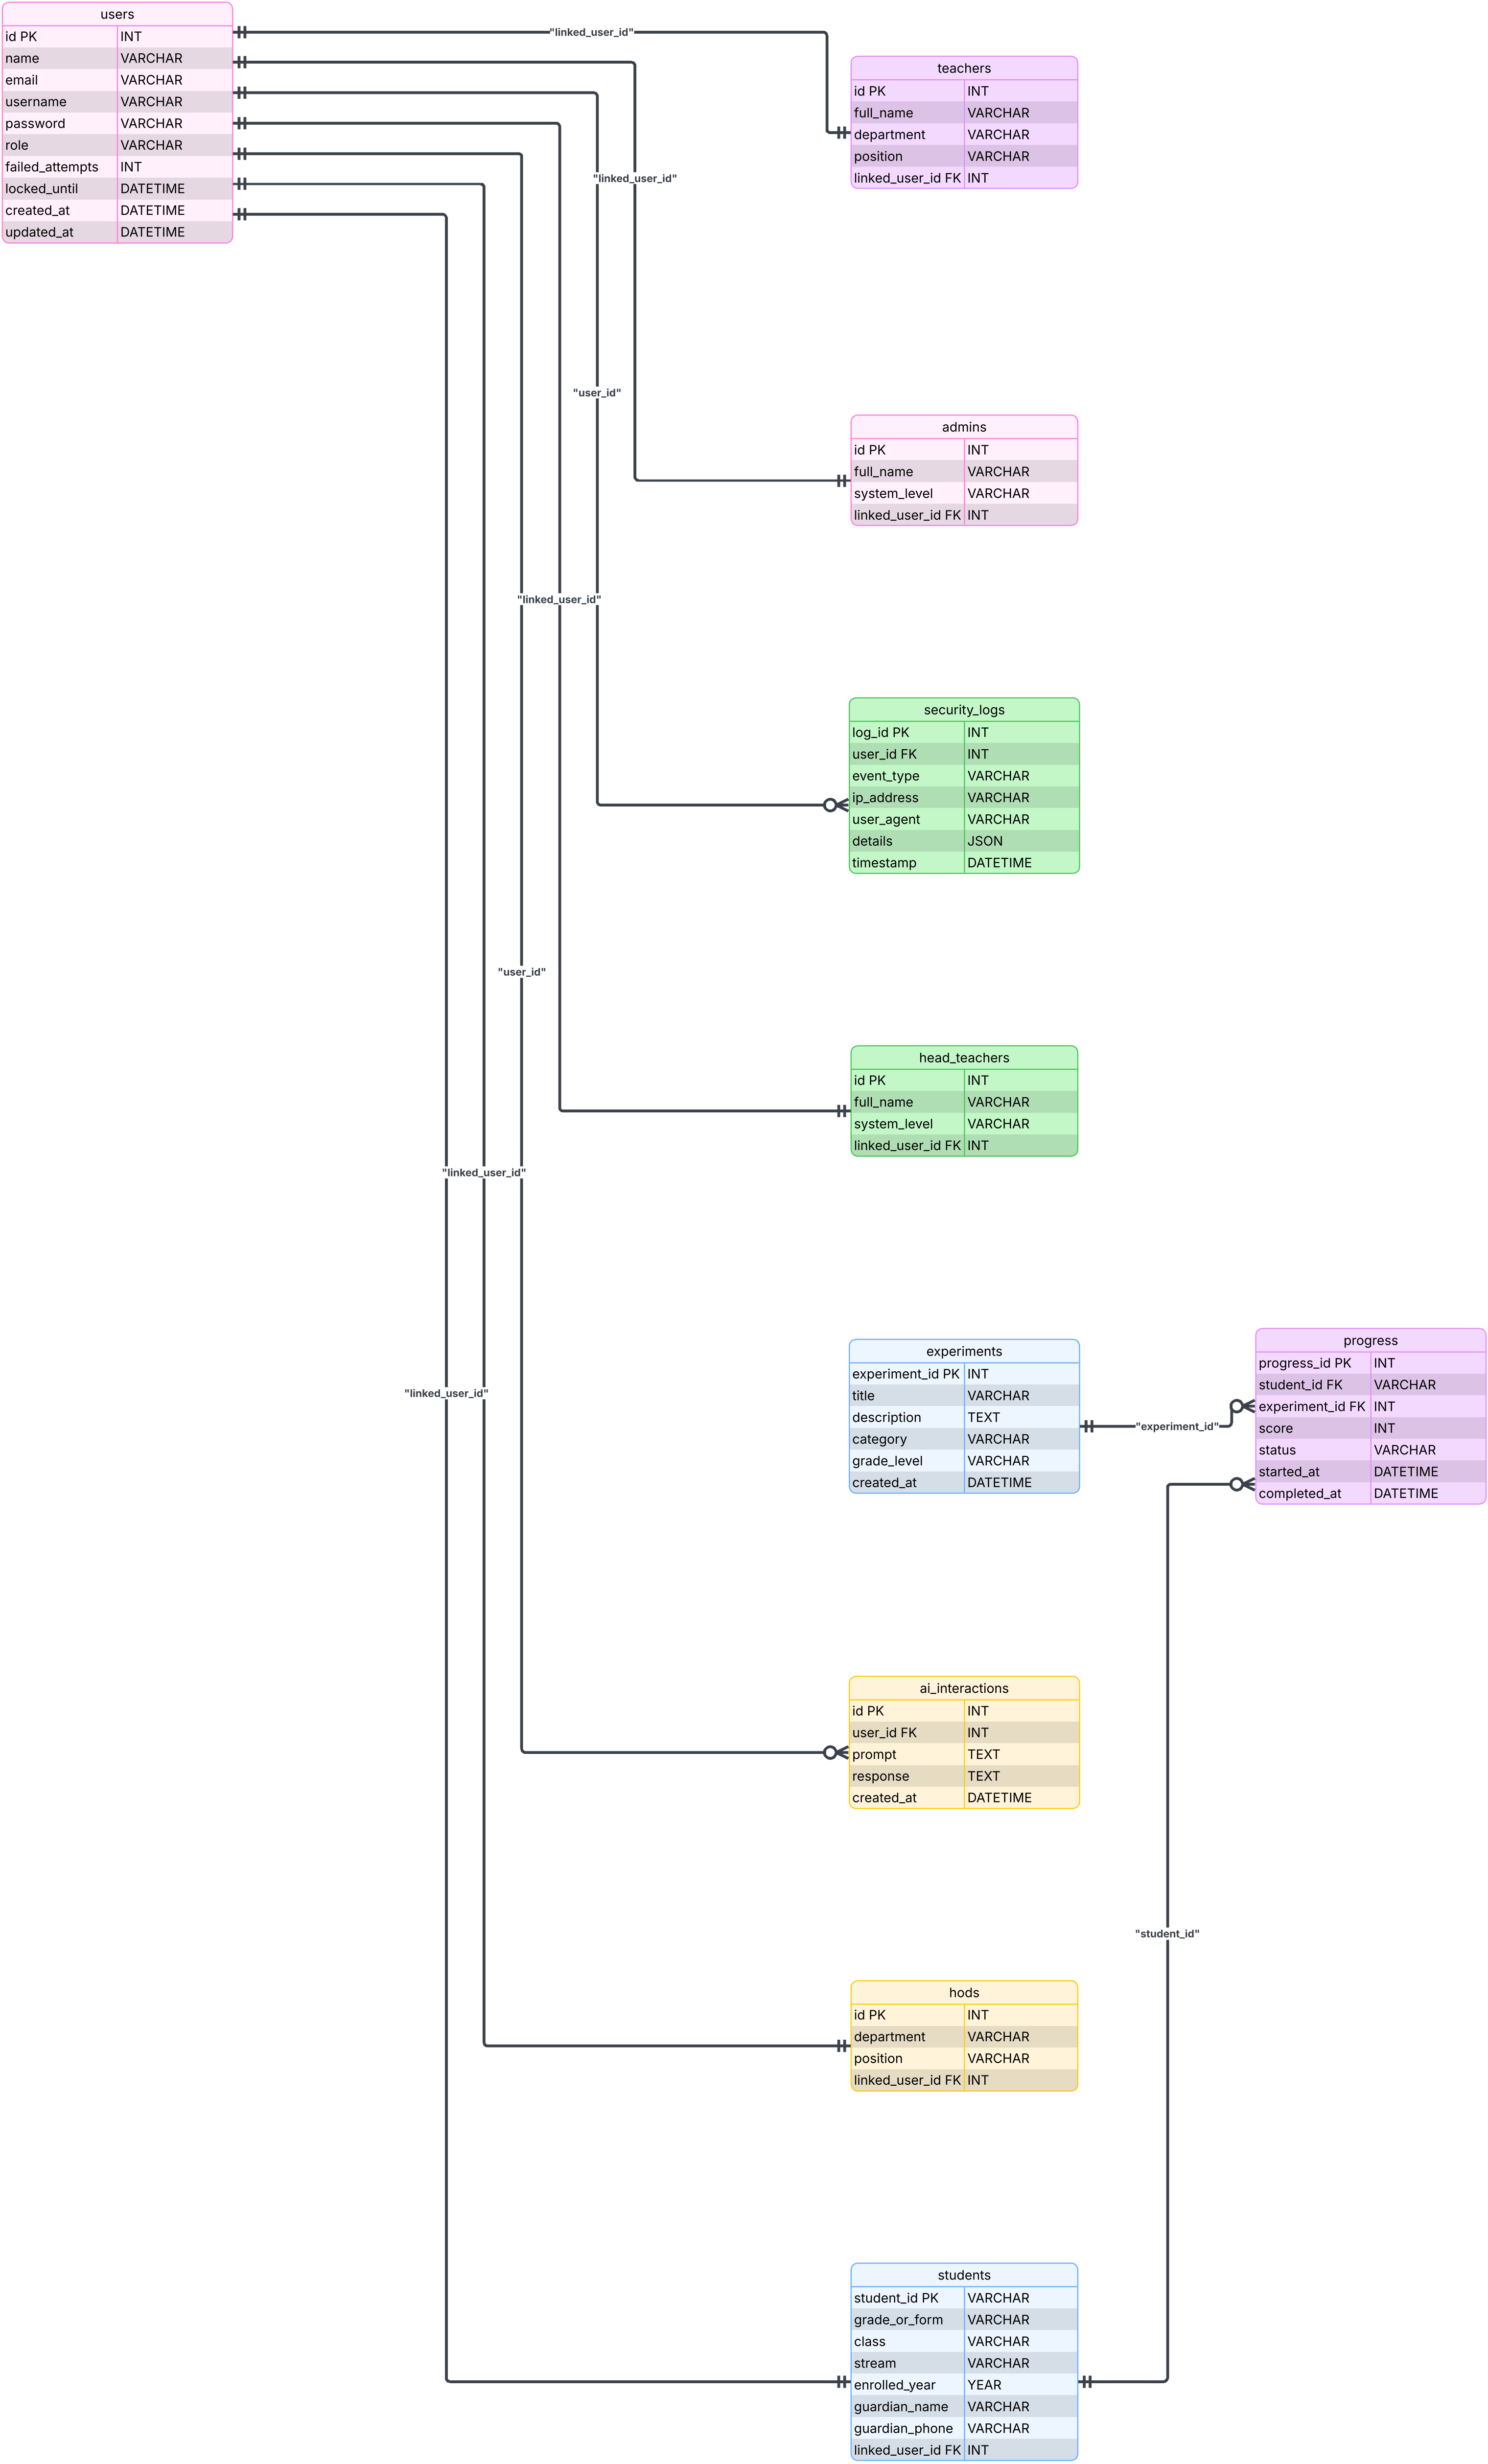 users
id PK INT
name VARCHAR
email VARCHAR
username VARCHAR
password VARCHAR
role VARCHAR
failed_attempts INT
locked_until DATETIME
created_at DATETIME
updated_at DATETIME
"linked_user_id"
teachers
id PK INT
full_name VARCHAR
department VARCHAR
position VARCHAR
linked_user_id FK INT
"linked_user_id"
"user_id"
admins
id PK INT
full_name VARCHAR
system_level VARCHAR
linked_user_id FK INT
"linked_user_id"
security_logs
log_id PK INT
user_id FK INT
event_type VARCHAR
ip_address VARCHAR
user_agent VARCHAR
details JSON
timestamp DATETIME
"user_id"
head_teachers
id PK INT
full_name VARCHAR
system_level VARCHAR
linked_user_id FK INT
"linked_user_id"
"linked_user_id"
experiments
experiment_id PK INT
title VARCHAR
description TEXT
category VARCHAR
grade_level VARCHAR
created_at DATETIME
"experiment_id"
progress
progress_id PK INT
student_id FK VARCHAR
experiment_id FK INT
score INT
status VARCHAR
started_at DATETIME
completed_at DATETIME
ai_interactions
id PK INT
user_id FK INT
prompt TEXT
response TEXT
created_at DATETIME
"student_id"
hods
id PK INT
department VARCHAR
position VARCHAR
linked_user_id FK INT
students
student_id PK VARCHAR
grade_or_form VARCHAR
class VARCHAR
stream VARCHAR
enrolled_year YEAR
guardian_name VARCHAR
guardian_phone VARCHAR
linked_user_id FK INT